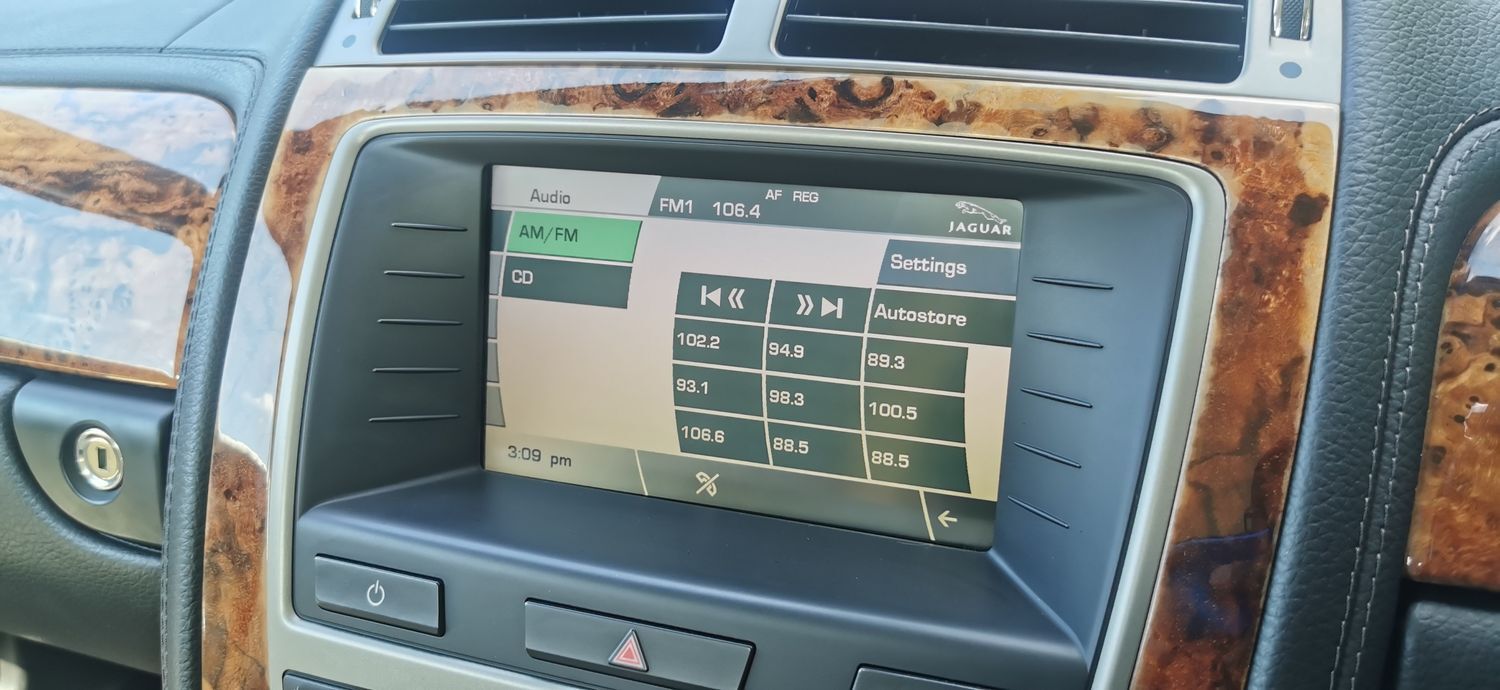 Audio
FM1 106.4 AF REG
JAGUAR
AM/FM
Settings
CD
Autostore
102.2 94.9 89.3
93.1 98.3 100.5
106.6 88.5 88.5
3:09 pm